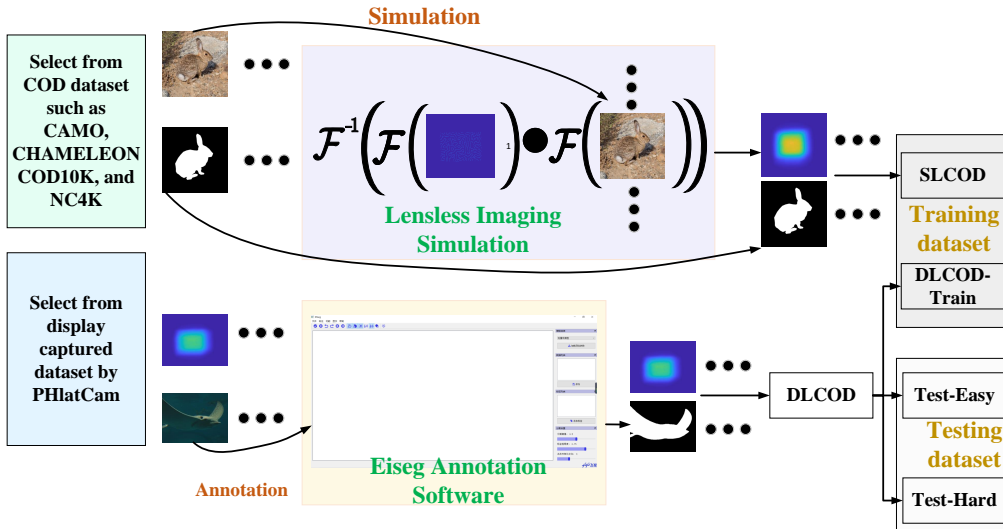 Simulation
Select from
COD dataset
such as
CAMO,
CHAMELEON
COD10K, and
NC4K
𝓕⁻¹(𝓕( 1)●𝓕( ))
Lensless Imaging
Simulation
SLCOD
Training
dataset
DLCOD-
Train
Select from
display
captured
dataset by
PHlatCam
Annotation
Eiseg Annotation
Software
DLCOD
Test-Easy
Testing
dataset
Test-Hard